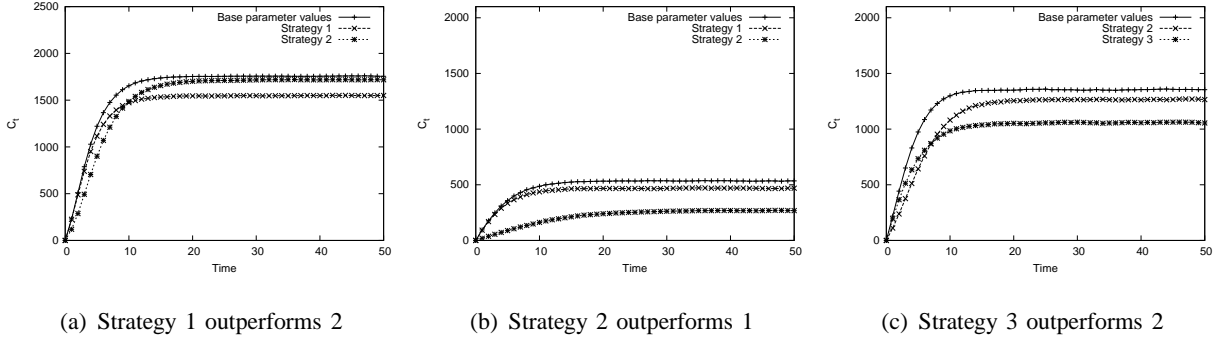 2500
2000
1500
1000
500
0
C_t
0 10 20 30 40 50
Time
Base parameter values
Strategy 1
Strategy 2
(a) Strategy 1 outperforms 2
2000
1500
1000
500
0
C_t
0 10 20 30 40 50
Time
Base parameter values
Strategy 1
Strategy 2
(b) Strategy 2 outperforms 1
2000
1500
1000
500
0
C_t
0 10 20 30 40 50
Time
Base parameter values
Strategy 2
Strategy 3
(c) Strategy 3 outperforms 2